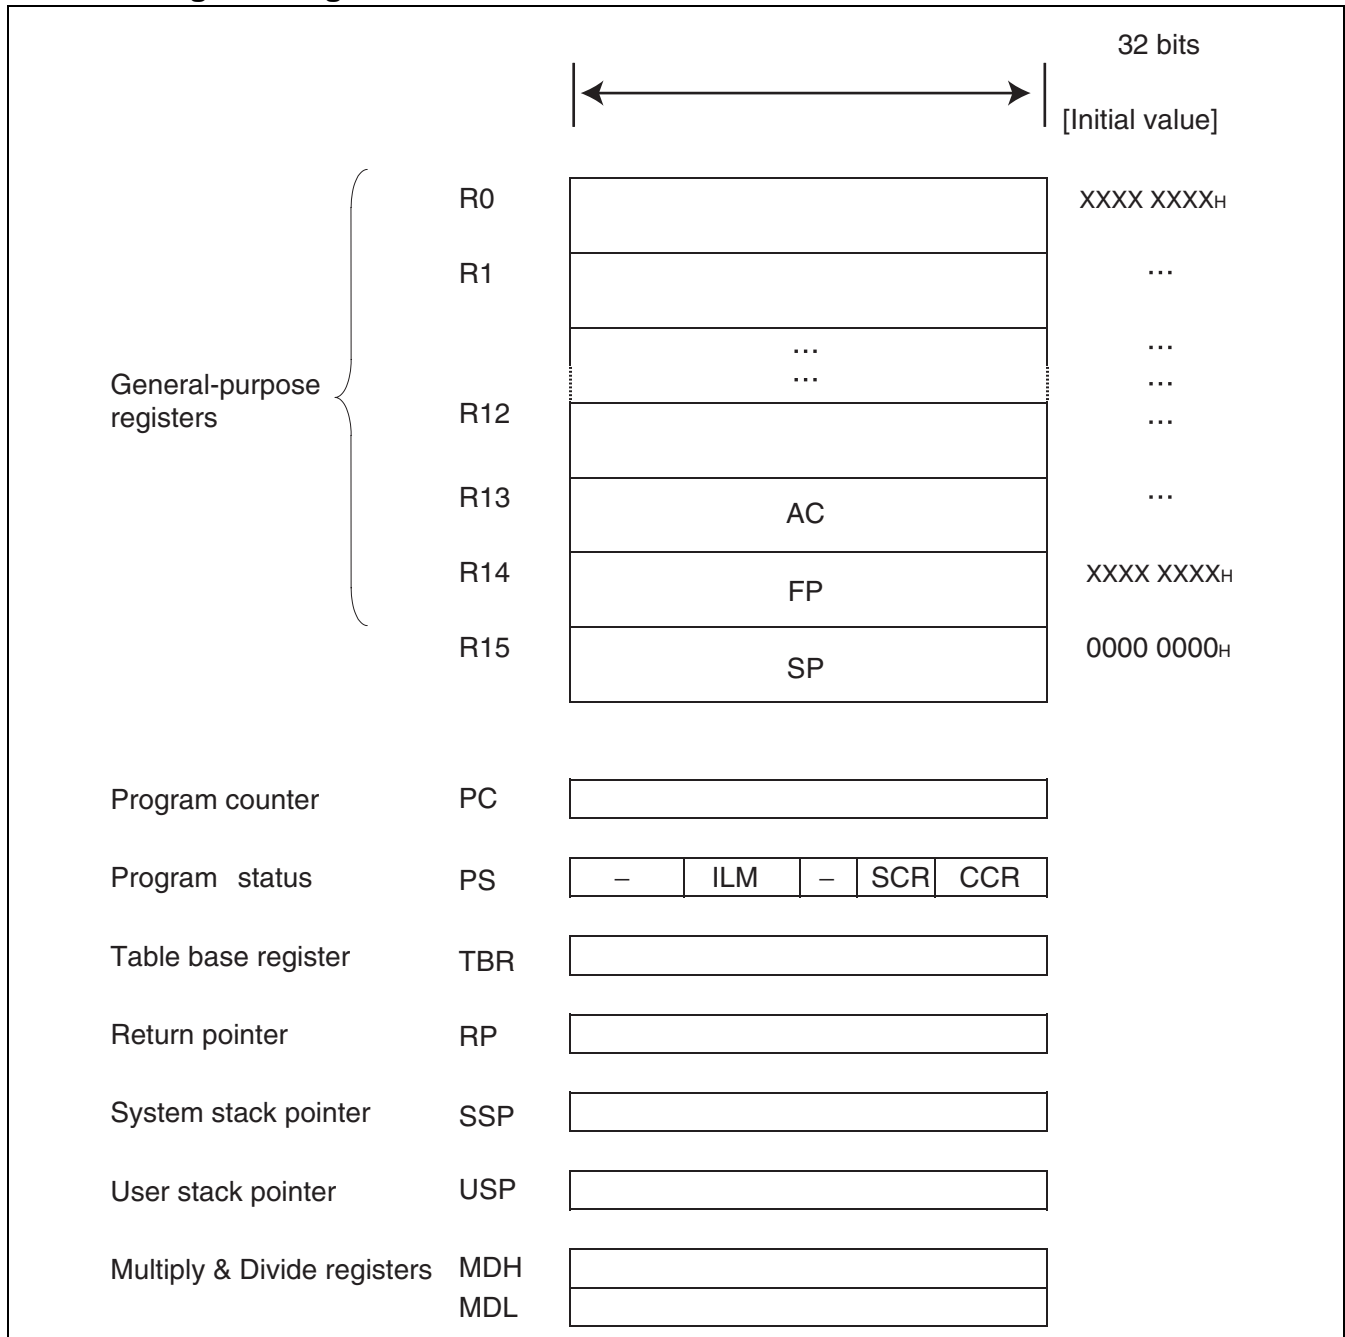 32 bits
[Initial value]
R0 XXXX XXXXH
R1 ...
... ...
... ...
General-purpose
registers
R12 ...
R13 AC ...
R14 FP XXXX XXXXH
R15 SP 0000 0000H
Program counter PC
Program status PS – ILM – SCR CCR
Table base register TBR
Return pointer RP
System stack pointer SSP
User stack pointer USP
Multiply & Divide registers MDH
MDL